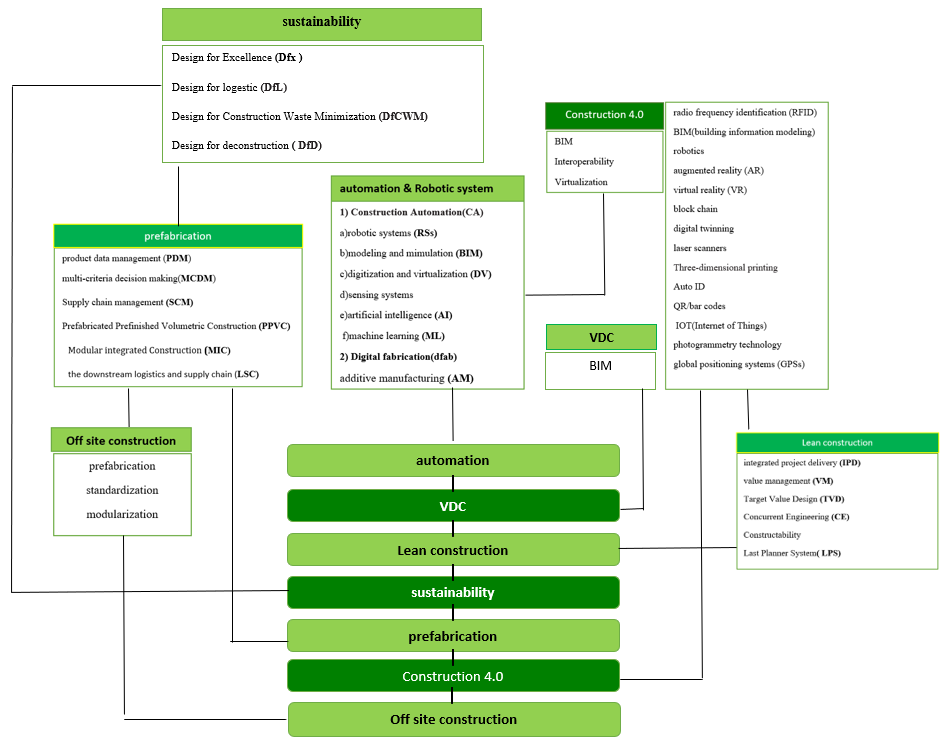 sustainability
Design for Excellence (Dfx )
Design for logestic (DfL)
Design for Construction Waste Minimization (DfCWM)
Design for deconstruction ( DfD)
Construction 4.0
BIM
Interoperability
Virtualization
radio frequency identification (RFID)
BIM(building information modeling)
robotics
augmented reality (AR)
virtual reality (VR)
block chain
digital twinning
laser scanners
Three-dimensional printing
Auto ID
QR/bar codes
IOT(Internet of Things)
photogrammetry technology
global positioning systems (GPSs)
automation & Robotic system
1) Construction Automation(CA)
a)robotic systems (RSs)
b)modeling and mimulation (BIM)
c)digitization and virtualization (DV)
d)sensing systems
e)artificial intelligence (AI)
f)machine learning (ML)
2) Digital fabrication(dfab)
additive manufacturing (AM)
prefabrication
product data management (PDM)
multi-criteria decision making(MCDM)
Supply chain management (SCM)
Prefabricated Prefinished Volumetric Construction (PPVC)
Modular integrated Construction (MIC)
the downstream logistics and supply chain (LSC)
VDC
BIM
Off site construction
prefabrication
standardization
modularization
Lean construction
integrated project delivery (IPD)
value management (VM)
Target Value Design (TVD)
Concurrent Engineering (CE)
Constructability
Last Planner System( LPS)
automation
VDC
Lean construction
sustainability
prefabrication
Construction 4.0
Off site construction